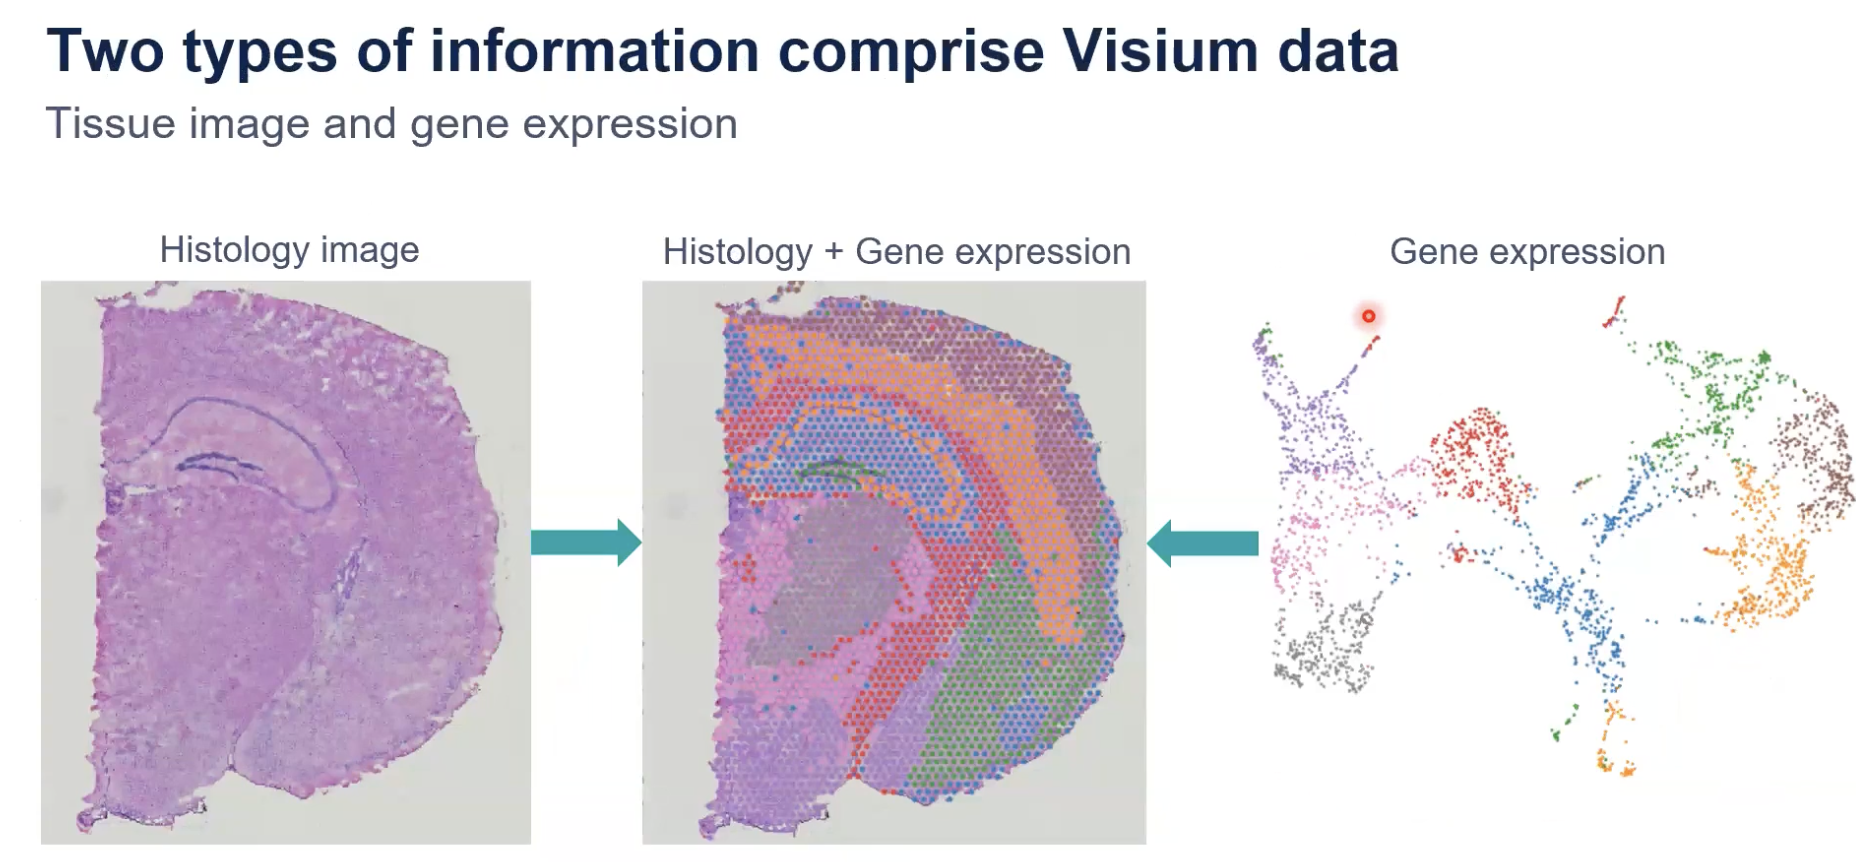 Two types of information comprise Visium data
Tissue image and gene expression
Histology image
Histology + Gene expression
Gene expression